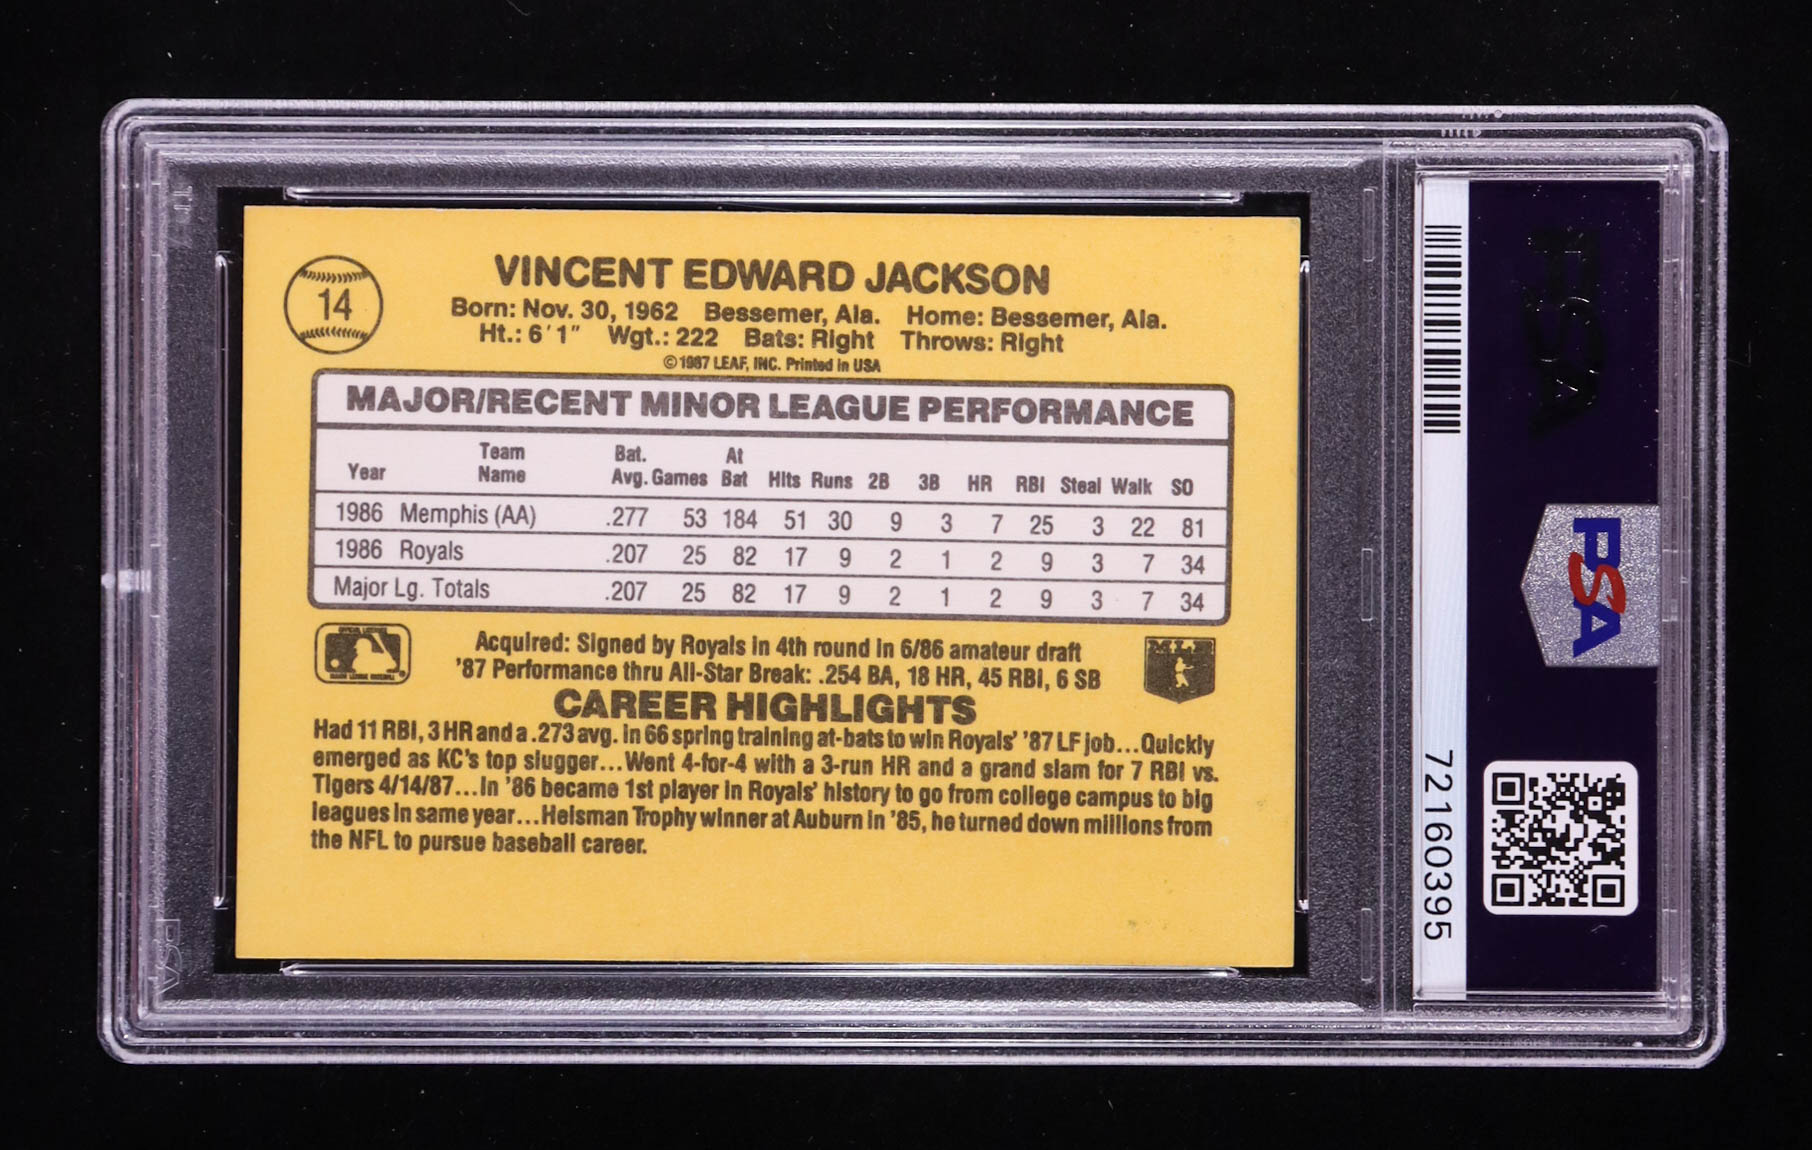 14
VINCENT EDWARD JACKSON
Born: Nov. 30, 1962 Bessemer, Ala. Home: Bessemer, Ala.
Ht.: 6'1" Wgt.: 222 Bats: Right Throws: Right
©1987 LEAF, INC. Printed in USA
MAJOR/RECENT MINOR LEAGUE PERFORMANCE
Year Team Name Bat. Avg. Games At Bat Hits Runs 2B 3B HR RBI Steal Walk SO
1986 Memphis (AA) .277 53 184 51 30 9 3 7 25 3 22 81
1986 Royals .207 25 82 17 9 2 1 2 9 3 7 34
Major Lg. Totals .207 25 82 17 9 2 1 2 9 3 7 34
Acquired: Signed by Royals in 4th round in 6/86 amateur draft
'87 Performance thru All-Star Break: .254 BA, 18 HR, 45 RBI, 6 SB
CAREER HIGHLIGHTS
Had 11 RBI, 3 HR and a .273 avg. in 66 spring training at-bats to win Royals' '87 LF job...Quickly
emerged as KC's top slugger...Went 4-for-4 with a 3-run HR and a grand slam for 7 RBI vs.
Tigers 4/14/87...In '86 became 1st player in Royals' history to go from college campus to big
leagues in same year...Heisman Trophy winner at Auburn in '85, he turned down millions from
the NFL to pursue baseball career.
PSA
PSA
72160395
PSA